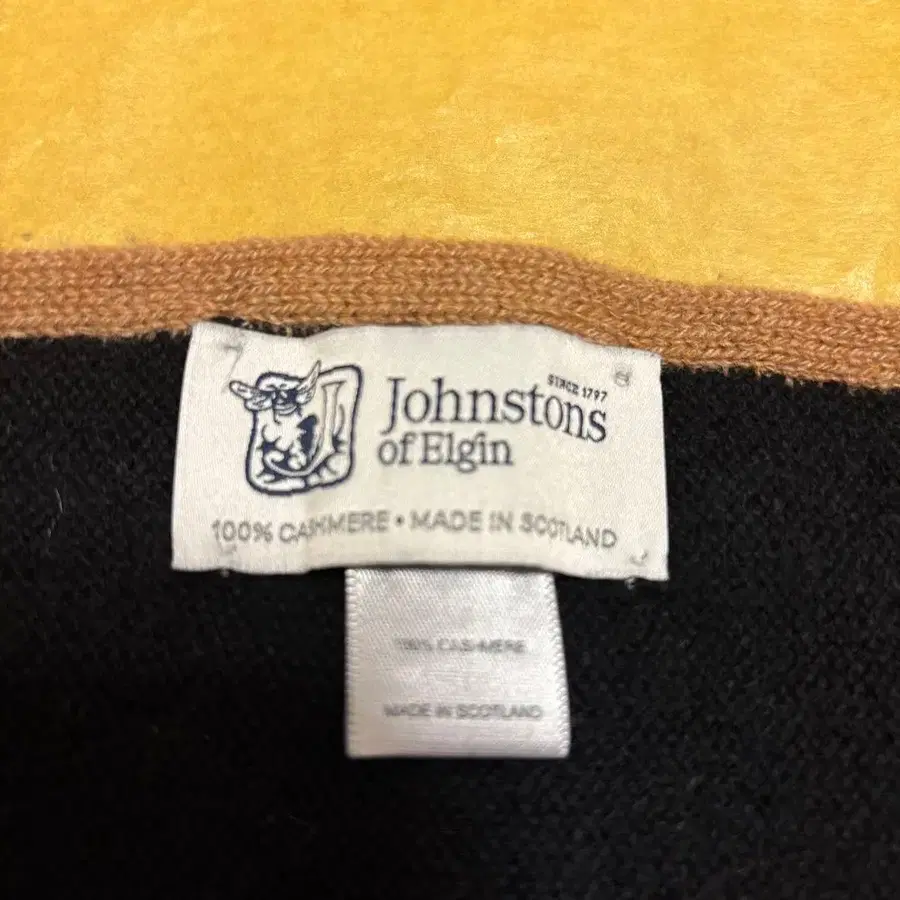 SINCE 1797
Johnstons
of Elgin
100% CASHMERE • MADE IN SCOTLAND
100% CASHMERE
MADE IN SCOTLAND